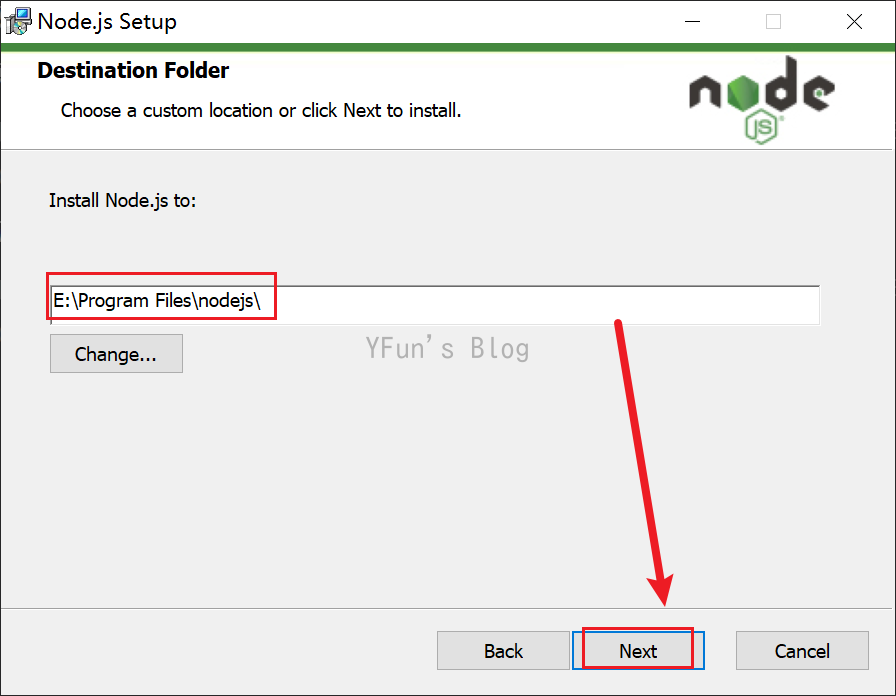 Node.js Setup
Destination Folder
Choose a custom location or click Next to install.
node
JS
Install Node.js to:
E:\Program Files\nodejs\
Change...
YFun's Blog
Back
Next
Cancel